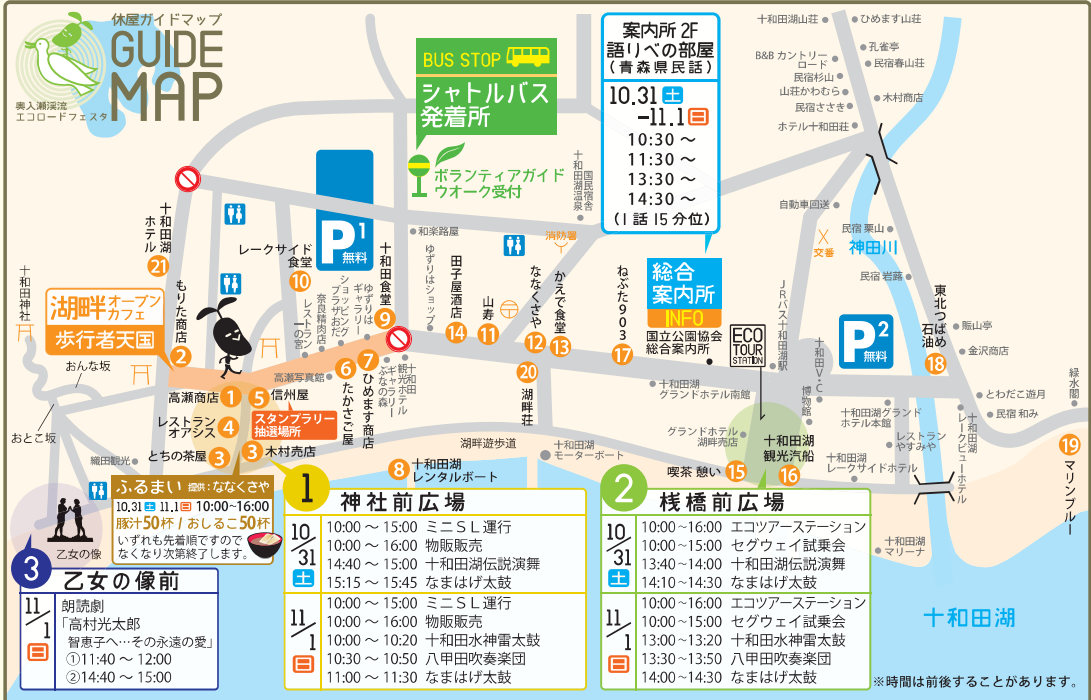 休屋ガイドマップ
GUIDE
MAP
奥入瀬渓流
エコロードフェスタ
BUS STOP
シャトルバス
発着所
ボランティアガイド
ウオーク受付
案内所 2F
語りべの部屋
(青森県民話)
10.31 土
-11.1 日
10:30 ～
11:30 ～
13:30 ～
14:30 ～
(1話15分位)
十和田湖山荘
ひめます山荘
B&B カントリー
ロード
孔雀亭
民宿春山荘
民宿杉山
山荘かわむら
木村商店
民宿ささき
ホテル十和田荘
自動車回送
民宿 栗山
神田川
交番
民宿 岩蕗
十和田湖温泉
国民宿舎
消防署
和楽路屋
ゆずりはショップ
P1
無料
十和田湖
ホテル
21
レークサイド
食堂
10
十和田食堂
9
田子屋酒店
14
山寿
11
ななくさや
12
かえで食堂
13
ねぶた903
17
総合
案内所
INFO
国立公園協会
総合案内所
ECO
TOUR
STATION
JRバス十和田湖駅
P2
無料
東北つばめ
石油
18
賑山亭
金沢商店
とわだこ遊月
民宿 和み
緑水閣
19
マリンブルー
十和田神社
湖畔オープン
カフェ
歩行者天国
もりた商店
2
おんな坂
おとこ坂
レストラン
一の宮
奈良精肉店
ショッピング
プラザおだ
ゆずりは
ギャラリー
高瀬写真館
高瀬商店 1
5 信州屋
6
たかさご屋
7
ひめます商店
ギャラリー
ぶなの森
十和田
観光ホテル
レストラン
オアシス 4
スタンプラリー
抽選場所
とちの茶屋 3
3 木村売店
織田観光
20
湖畔荘
湖畔遊歩道
8 十和田湖
レンタルボート
十和田湖
モーターボート
十和田湖
グランドホテル南館
グランドホテル
湖畔売店
喫茶 憩い 15
十和田湖
観光汽船
16
十和田V・C
博物館
十和田湖グランド
ホテル本館
レストラン
やすみや
十和田湖
レークサイドホテル
十和田湖
レークビューホテル
十和田湖
マリーナ
十和田湖
乙女の像
ふるまい 提供:ななくさや
10.31 土 11.1 日 10:00~16:00
豚汁50杯/おしるこ50杯
いずれも先着順ですので
なくなり次第終了します。
3 乙女の像前
11/1
日
朗読劇
「高村光太郎
智恵子へ…その永遠の愛」
①11:40 ～ 12:00
②14:40 ～ 15:00
1 神社前広場
10/31
土
10:00 ～ 15:00 ミニSL運行
10:00 ～ 16:00 物販販売
14:40 ～ 15:00 十和田湖伝説演舞
15:15 ～ 15:45 なまはげ太鼓
11/1
日
10:00 ～ 15:00 ミニSL運行
10:00 ～ 16:00 物販販売
10:00 ～ 10:20 十和田水神雷太鼓
10:30 ～ 10:50 八甲田吹奏楽団
11:00 ～ 11:30 なまはげ太鼓
2 桟橋前広場
10/31
土
10:00~16:00 エコツアーステーション
10:00~15:00 セグウェイ試乗会
13:40~14:00 十和田湖伝説演舞
14:10~14:30 なまはげ太鼓
11/1
日
10:00~16:00 エコツアーステーション
10:00~15:00 セグウェイ試乗会
13:00~13:20 十和田水神雷太鼓
13:30~13:50 八甲田吹奏楽団
14:00~14:30 なまはげ太鼓
※時間は前後することがあります。